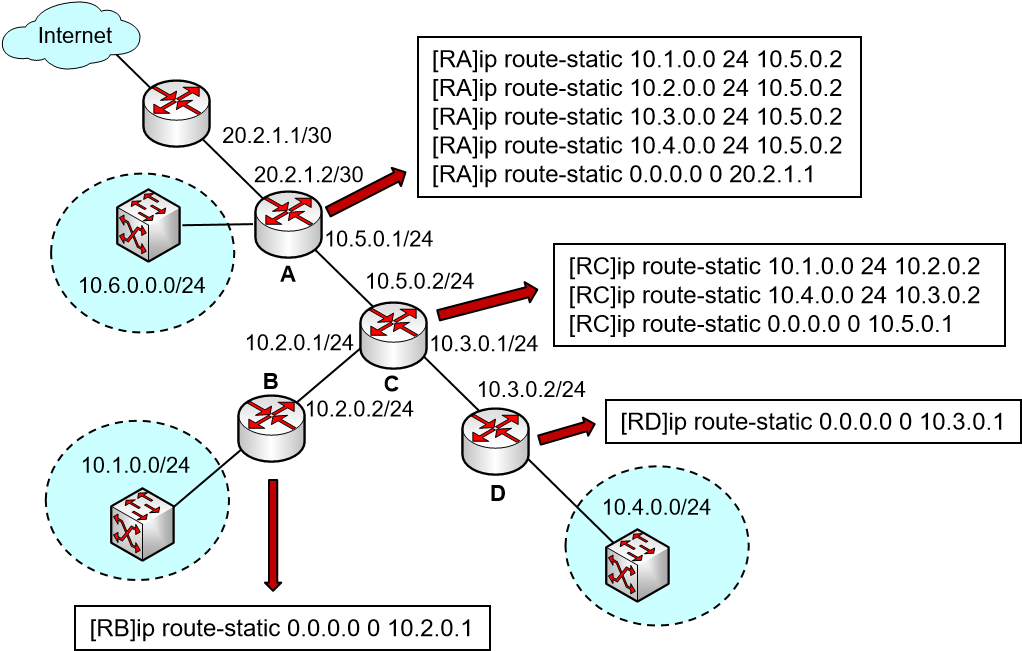 Internet
[RA]ip route-static 10.1.0.0 24 10.5.0.2
[RA]ip route-static 10.2.0.0 24 10.5.0.2
[RA]ip route-static 10.3.0.0 24 10.5.0.2
[RA]ip route-static 10.4.0.0 24 10.5.0.2
[RA]ip route-static 0.0.0.0 0 20.2.1.1
20.2.1.1/30
20.2.1.2/30
10.5.0.1/24
A
10.6.0.0.0/24
10.5.0.2/24
[RC]ip route-static 10.1.0.0 24 10.2.0.2
[RC]ip route-static 10.4.0.0 24 10.3.0.2
[RC]ip route-static 0.0.0.0 0 10.5.0.1
10.2.0.1/24
10.3.0.1/24
C
B
10.3.0.2/24
10.2.0.2/24
[RD]ip route-static 0.0.0.0 0 10.3.0.1
10.1.0.0/24
D
10.4.0.0/24
[RB]ip route-static 0.0.0.0 0 10.2.0.1